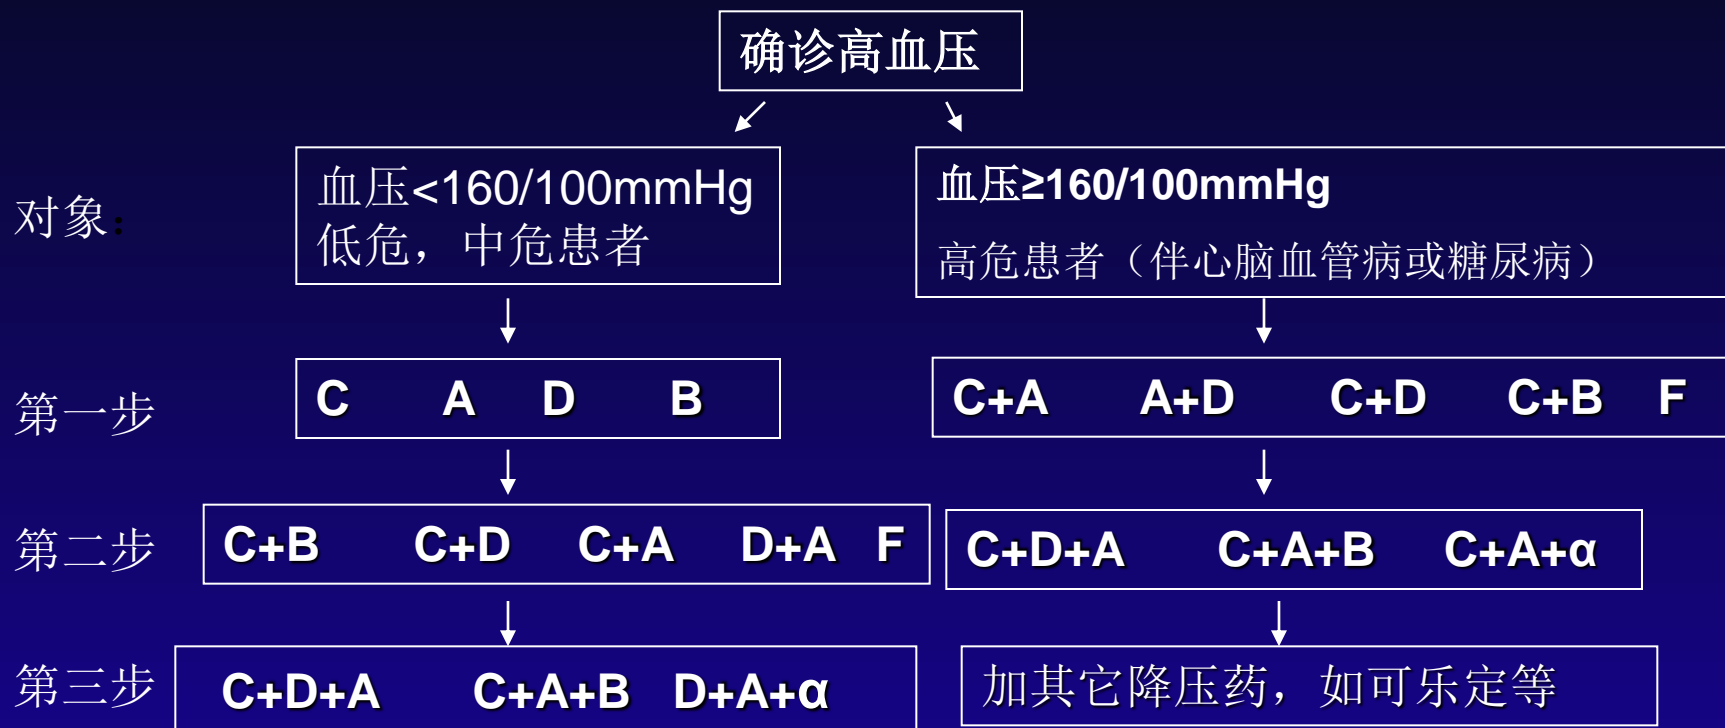 确诊高血压
对象：
血压<160/100mmHg
低危，中危患者
血压≥160/100mmHg
高危患者（伴心脑血管病或糖尿病）
第一步
C A D B
C+A A+D C+D C+B F
第二步
C+B C+D C+A D+A F
C+D+A C+A+B C+A+α
第三步
C+D+A C+A+B D+A+α
加其它降压药，如可乐定等